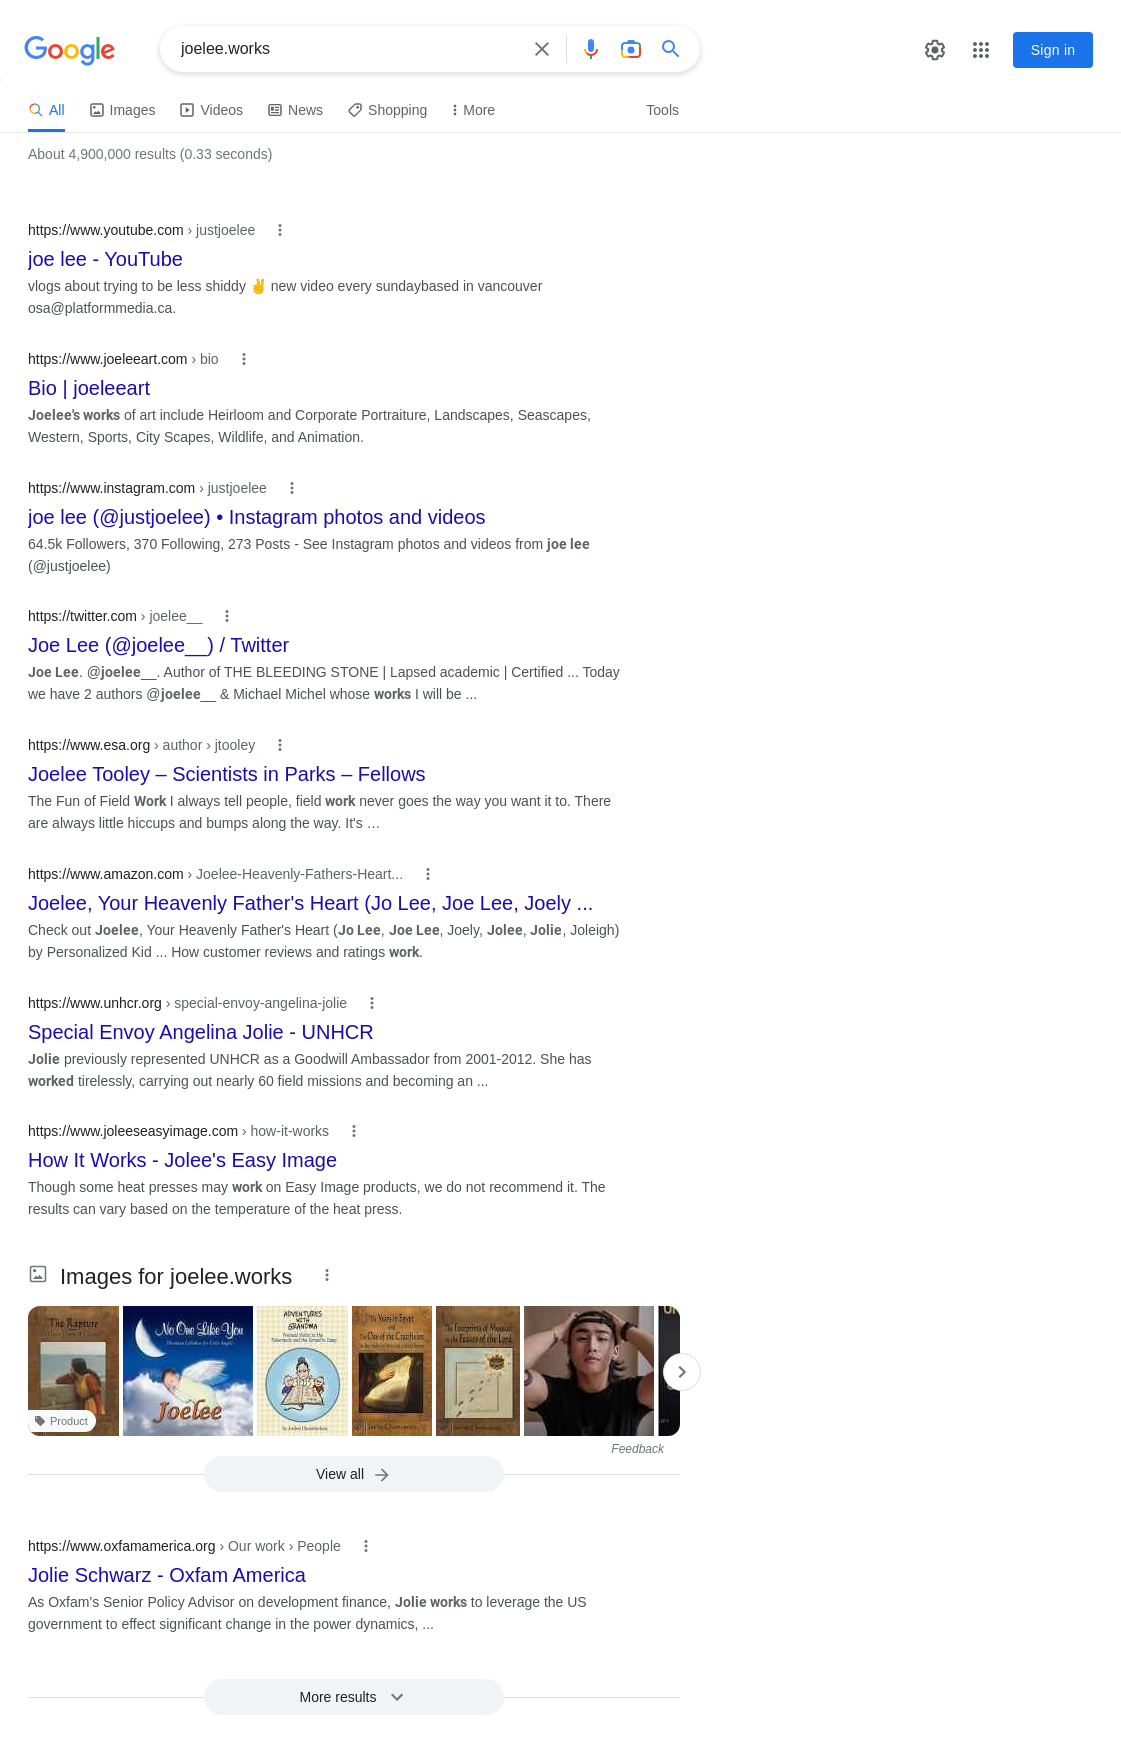 Google
joelee.works
Sign in
All
Images
Videos
News
Shopping
More
Tools
About 4,900,000 results (0.33 seconds)
https://www.youtube.com › justjoelee
joe lee - YouTube
vlogs about trying to be less shiddy ✌ new video every sundaybased in vancouver
osa@platformmedia.ca.
https://www.joeleeart.com › bio
Bio | joeleeart
Joelee's works of art include Heirloom and Corporate Portraiture, Landscapes, Seascapes,
Western, Sports, City Scapes, Wildlife, and Animation.
https://www.instagram.com › justjoelee
joe lee (@justjoelee) • Instagram photos and videos
64.5k Followers, 370 Following, 273 Posts - See Instagram photos and videos from joe lee
(@justjoelee)
https://twitter.com › joelee__
Joe Lee (@joelee__) / Twitter
Joe Lee. @joelee__. Author of THE BLEEDING STONE | Lapsed academic | Certified ... Today
we have 2 authors @joelee__ & Michael Michel whose works I will be ...
https://www.esa.org › author › jtooley
Joelee Tooley – Scientists in Parks – Fellows
The Fun of Field Work I always tell people, field work never goes the way you want it to. There
are always little hiccups and bumps along the way. It's …
https://www.amazon.com › Joelee-Heavenly-Fathers-Heart...
Joelee, Your Heavenly Father's Heart (Jo Lee, Joe Lee, Joely ...
Check out Joelee, Your Heavenly Father's Heart (Jo Lee, Joe Lee, Joely, Jolee, Jolie, Joleigh)
by Personalized Kid ... How customer reviews and ratings work.
https://www.unhcr.org › special-envoy-angelina-jolie
Special Envoy Angelina Jolie - UNHCR
Jolie previously represented UNHCR as a Goodwill Ambassador from 2001-2012. She has
worked tirelessly, carrying out nearly 60 field missions and becoming an ...
https://www.joleeseasyimage.com › how-it-works
How It Works - Jolee's Easy Image
Though some heat presses may work on Easy Image products, we do not recommend it. The
results can vary based on the temperature of the heat press.
Images for joelee.works
The Rapture
No One Like You
Joelee
ADVENTURES
WITH
GRANDMA
Product
Feedback
View all
https://www.oxfamamerica.org › Our work › People
Jolie Schwarz - Oxfam America
As Oxfam's Senior Policy Advisor on development finance, Jolie works to leverage the US
government to effect significant change in the power dynamics, ...
More results